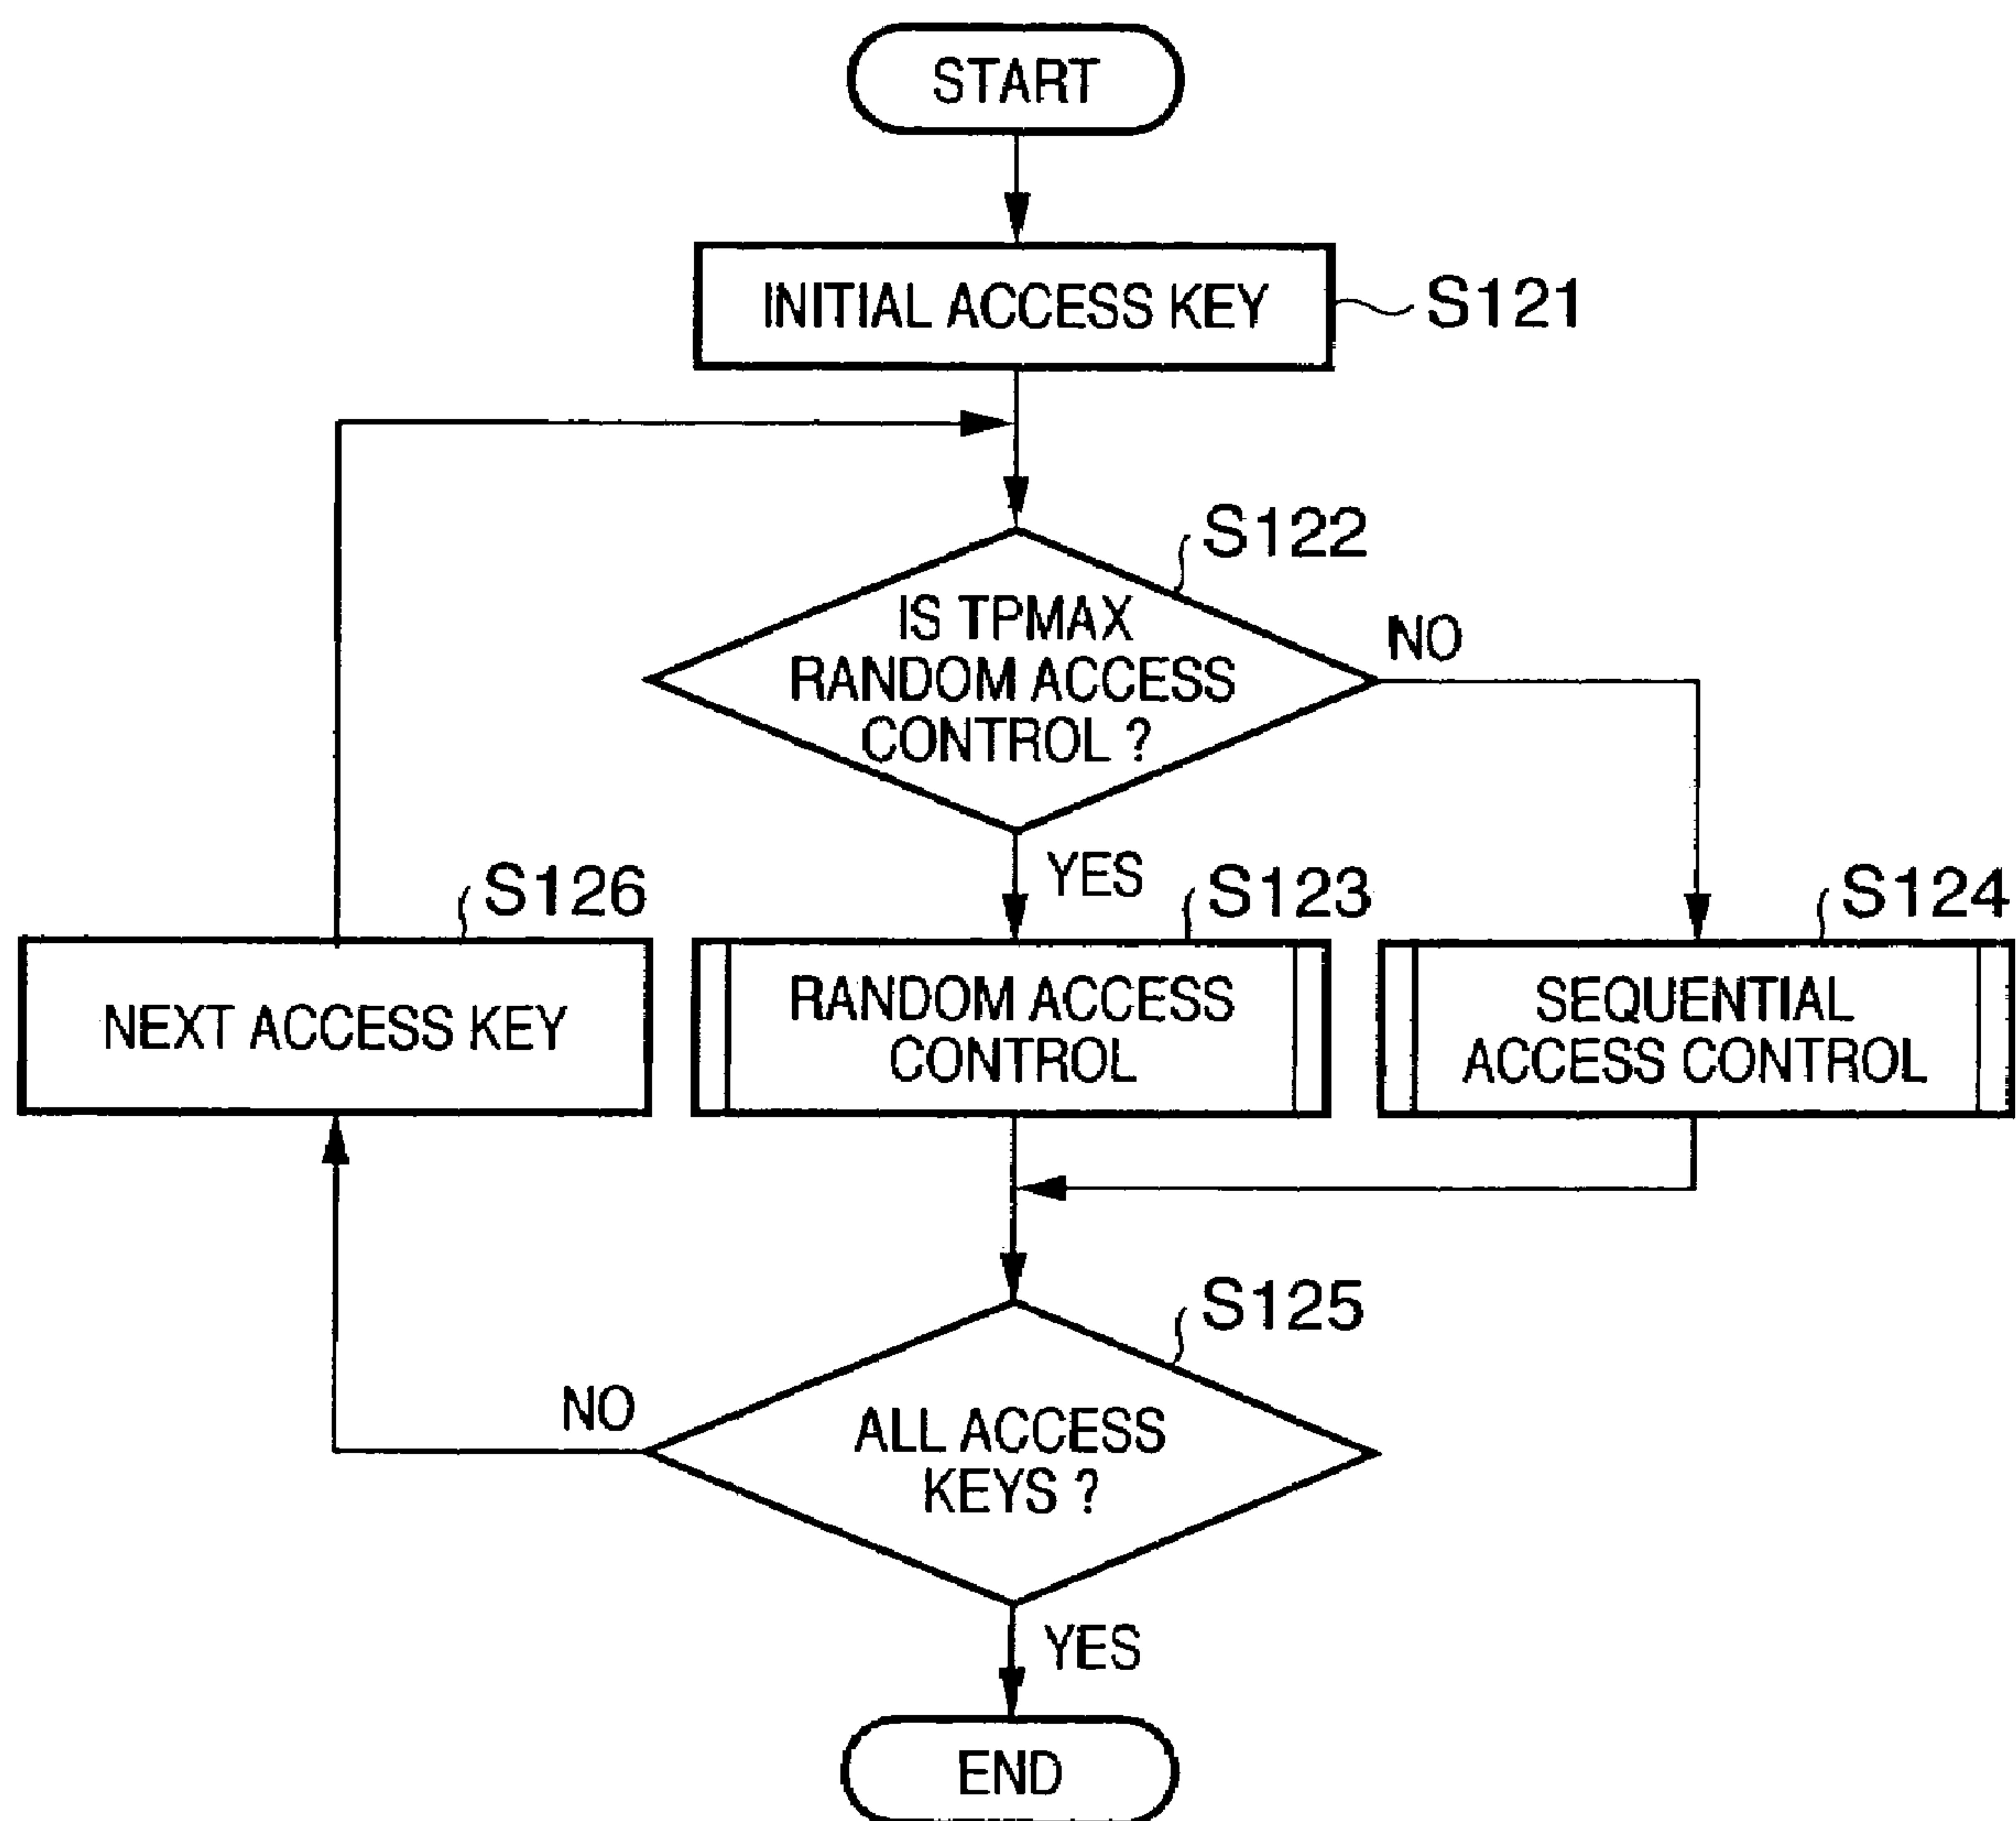 START
INITIAL ACCESS KEY
S121
S122
IS TPMAX
RANDOM ACCESS
CONTROL ?
NO
YES
S126
S123
S124
NEXT ACCESS KEY
RANDOM ACCESS
CONTROL
SEQUENTIAL
ACCESS CONTROL
S125
NO
ALL ACCESS
KEYS ?
YES
END